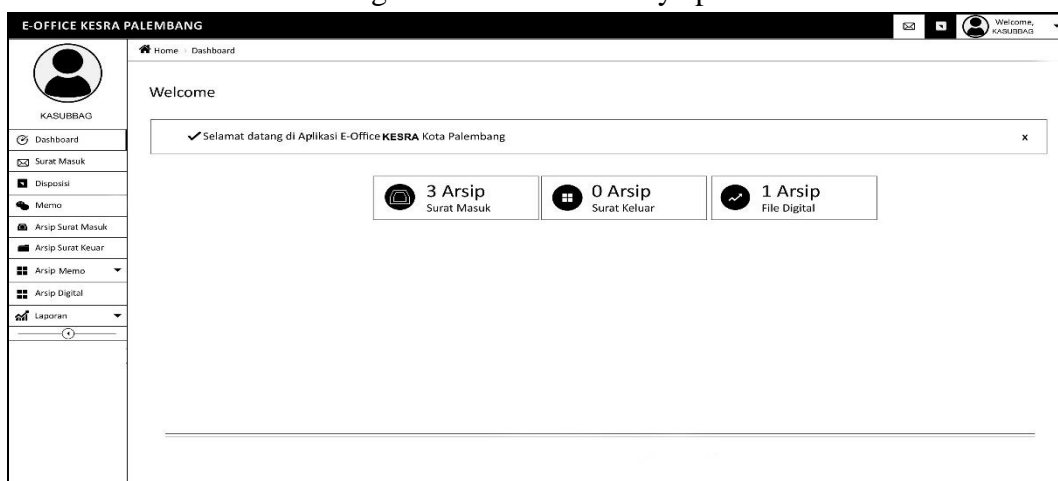 E-OFFICE KESRA PALEMBANG
Welcome,
KASUBBAG
Home Dashboard
KASUBBAG
Dashboard
Surat Masuk
Disposisi
Memo
Arsip Surat Masuk
Arsip Surat Keuar
Arsip Memo
Arsip Digital
Laporan
Welcome
Selamat datang di Aplikasi E-Office KESRA Kota Palembang x
3 Arsip
Surat Masuk
0 Arsip
Surat Keluar
1 Arsip
File Digital